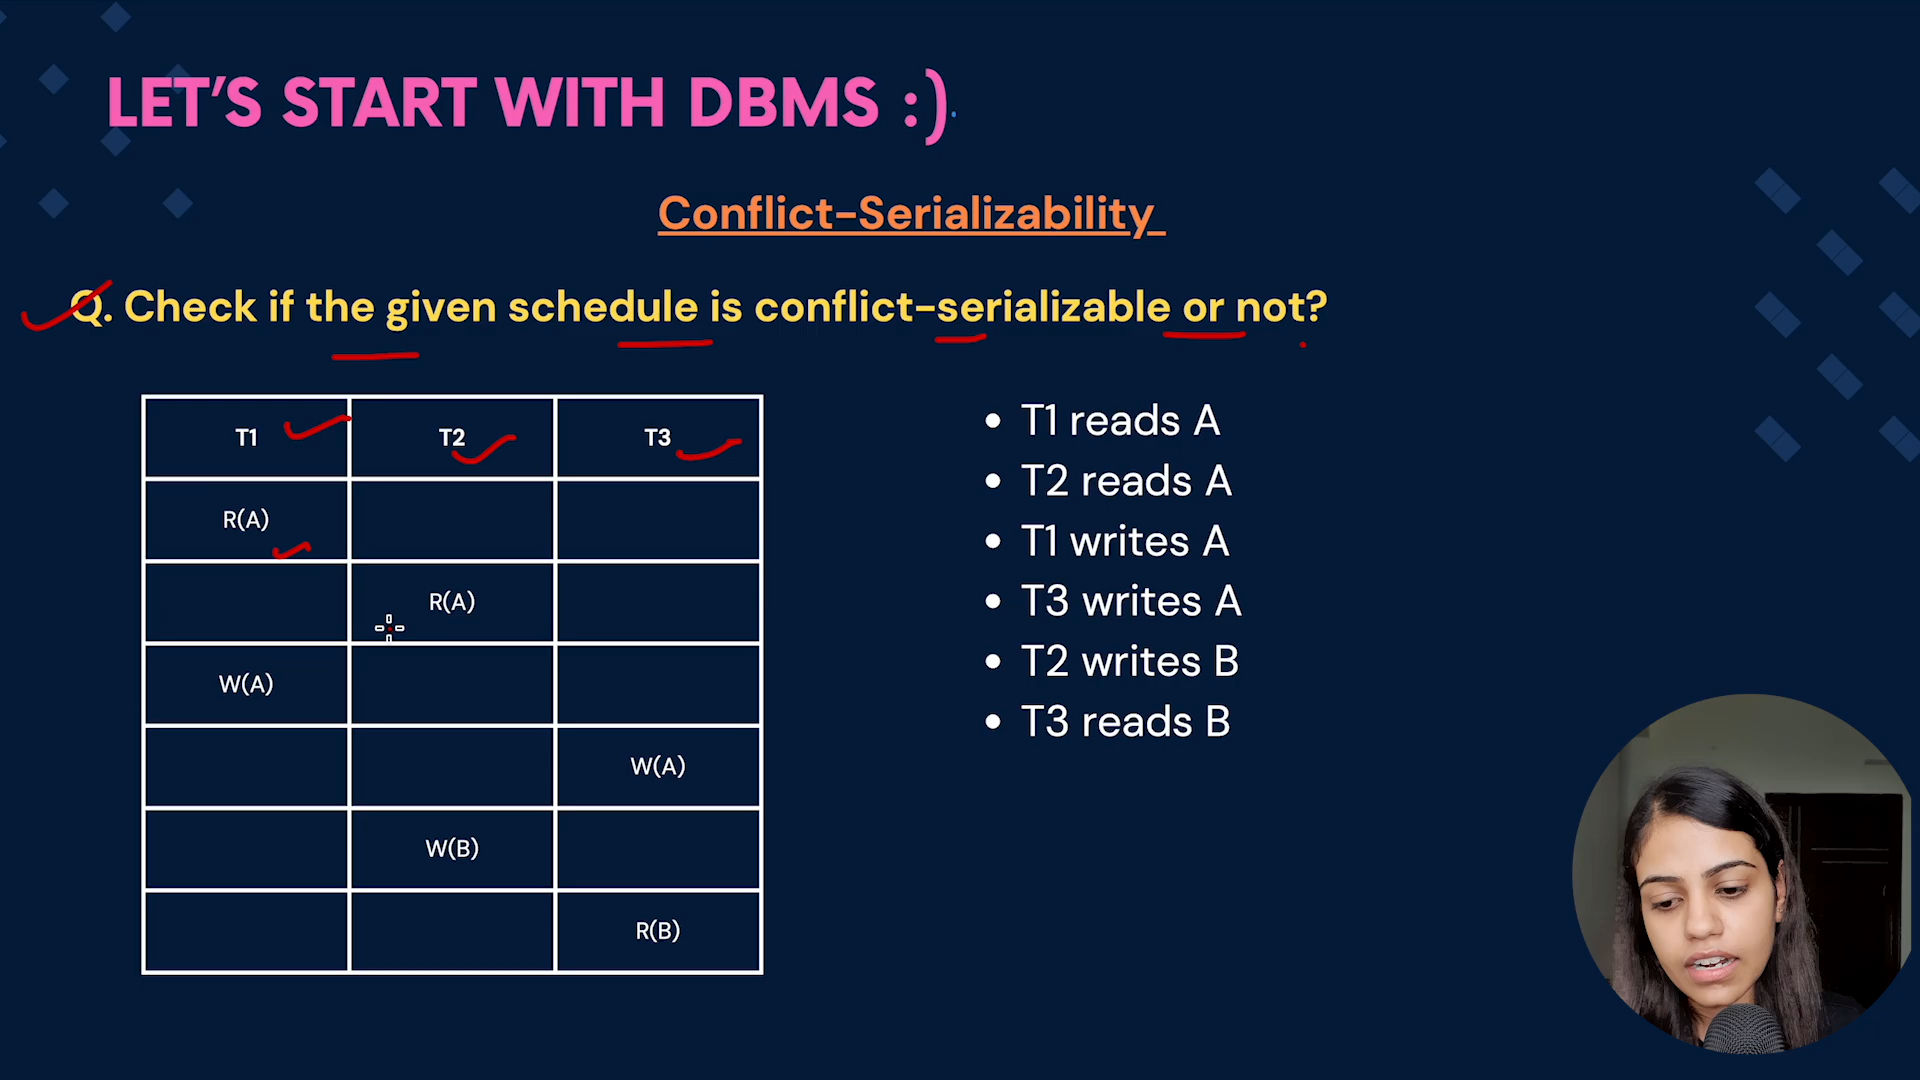 LET'S START WITH DBMS :)
Conflict-Serializability
Q. Check if the given schedule is conflict-serializable or not?
T1 T2 T3
R(A)
R(A)
W(A)
W(A)
W(B)
R(B)
• T1 reads A
• T2 reads A
• T1 writes A
• T3 writes A
• T2 writes B
• T3 reads B